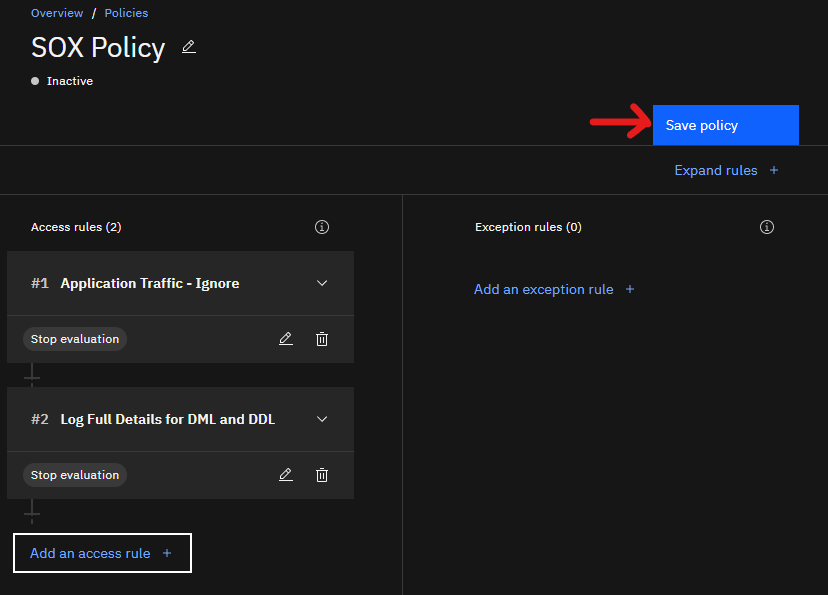 Overview / Policies
SOX Policy
Inactive
Save policy
Expand rules +
Access rules (2)
Exception rules (0)
#1 Application Traffic - Ignore
Add an exception rule +
Stop evaluation
#2 Log Full Details for DML and DDL
Stop evaluation
Add an access rule +